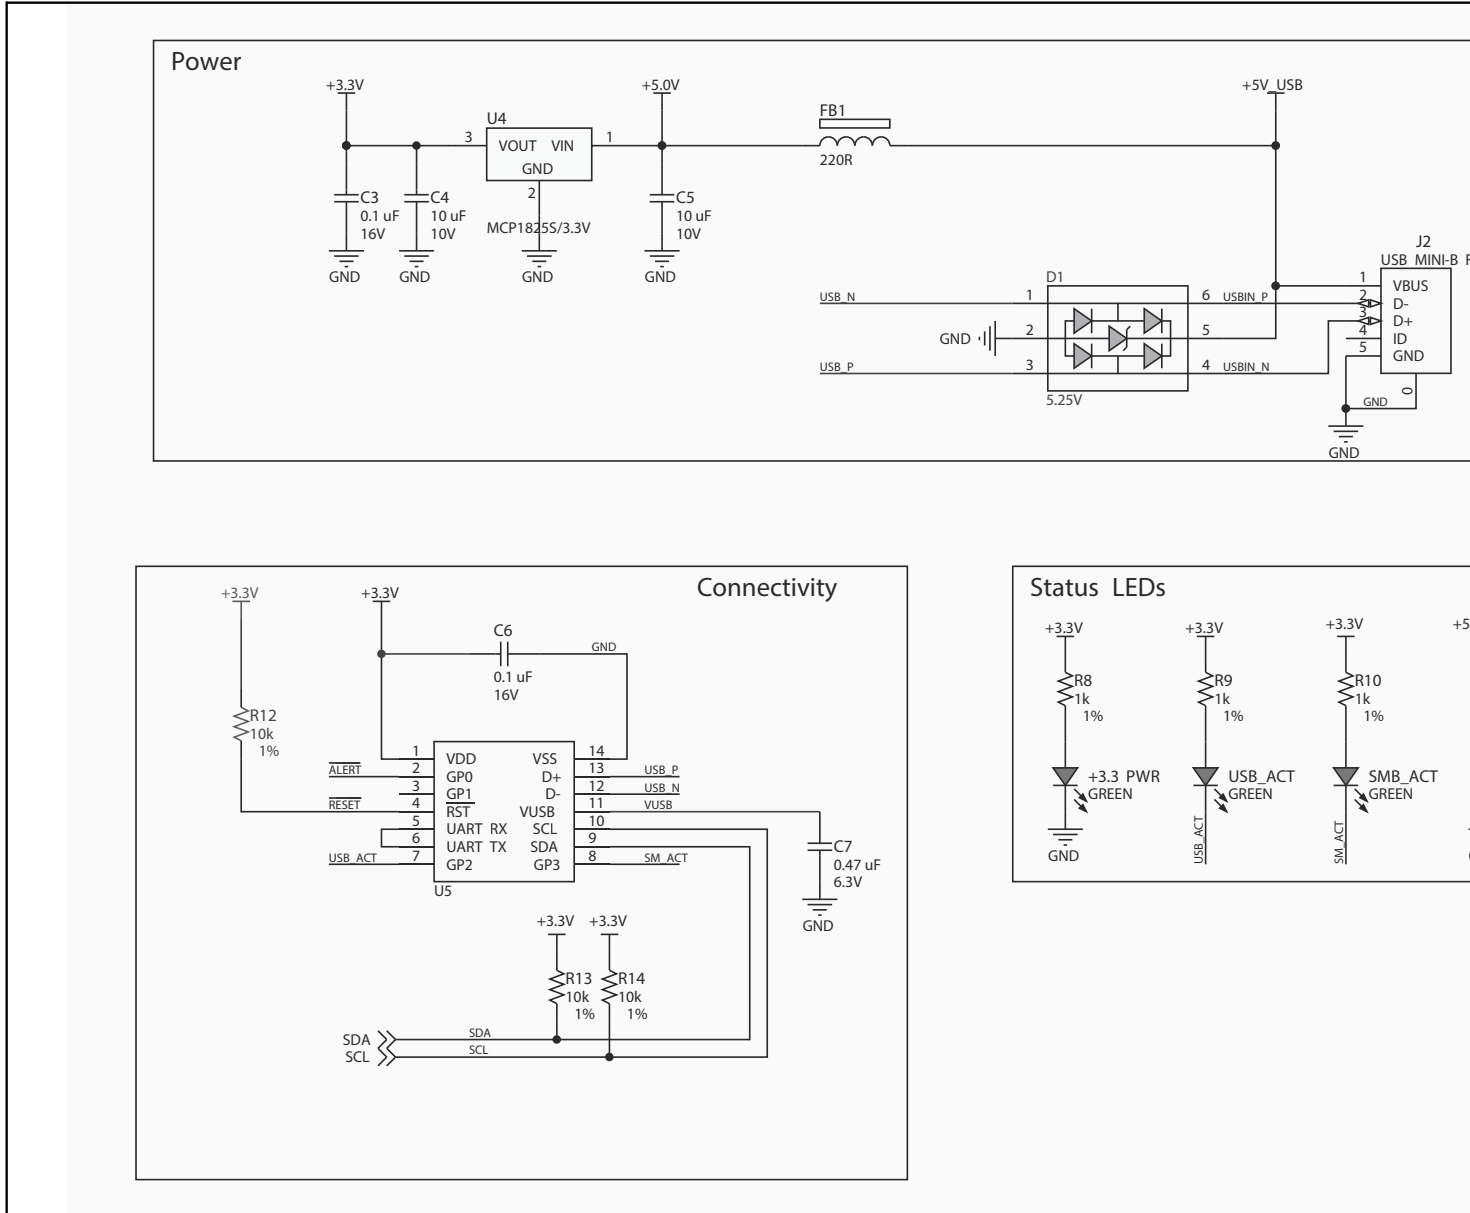 Power
+3.3V
+5.0V
+5V_USB
U4
FB1
3
VOUT VIN
1
GND
220R
2
C3
0.1 uF
16V
C4
10 uF
10V
MCP1825S/3.3V
C5
10 uF
10V
GND
GND
GND
GND
J2
USB MINI-B
D1
USB_N
1
6
USBIN_P
GND
2
5
USB_P
3
4
USBIN_N
5.25V
1
VBUS
2
D-
3
D+
4
ID
5
GND
0
GND
GND
Connectivity
+3.3V
+3.3V
C6
GND
0.1 uF
16V
R12
10k
1%
1
VDD
VSS
14
ALERT
2
GP0
D+
13
USB_P
3
GP1
D-
12
USB_N
RESET
4
RST
VUSB
11
VUSB
5
UART RX
SCL
10
6
UART TX
SDA
9
USB_ACT
7
GP2
GP3
8
SM_ACT
U5
C7
0.47 uF
6.3V
GND
+3.3V
+3.3V
R13
10k
1%
R14
10k
1%
SDA
SDA
SCL
SCL
Status LEDs
+3.3V
+3.3V
+3.3V
+5
R8
1k
1%
R9
1k
1%
R10
1k
1%
+3.3 PWR
GREEN
USB_ACT
GREEN
SMB_ACT
GREEN
GND
USB_ACT
SM_ACT